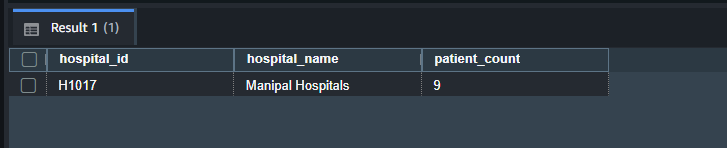 Result 1 (1)
hospital_id hospital_name patient_count
H1017 Manipal Hospitals 9